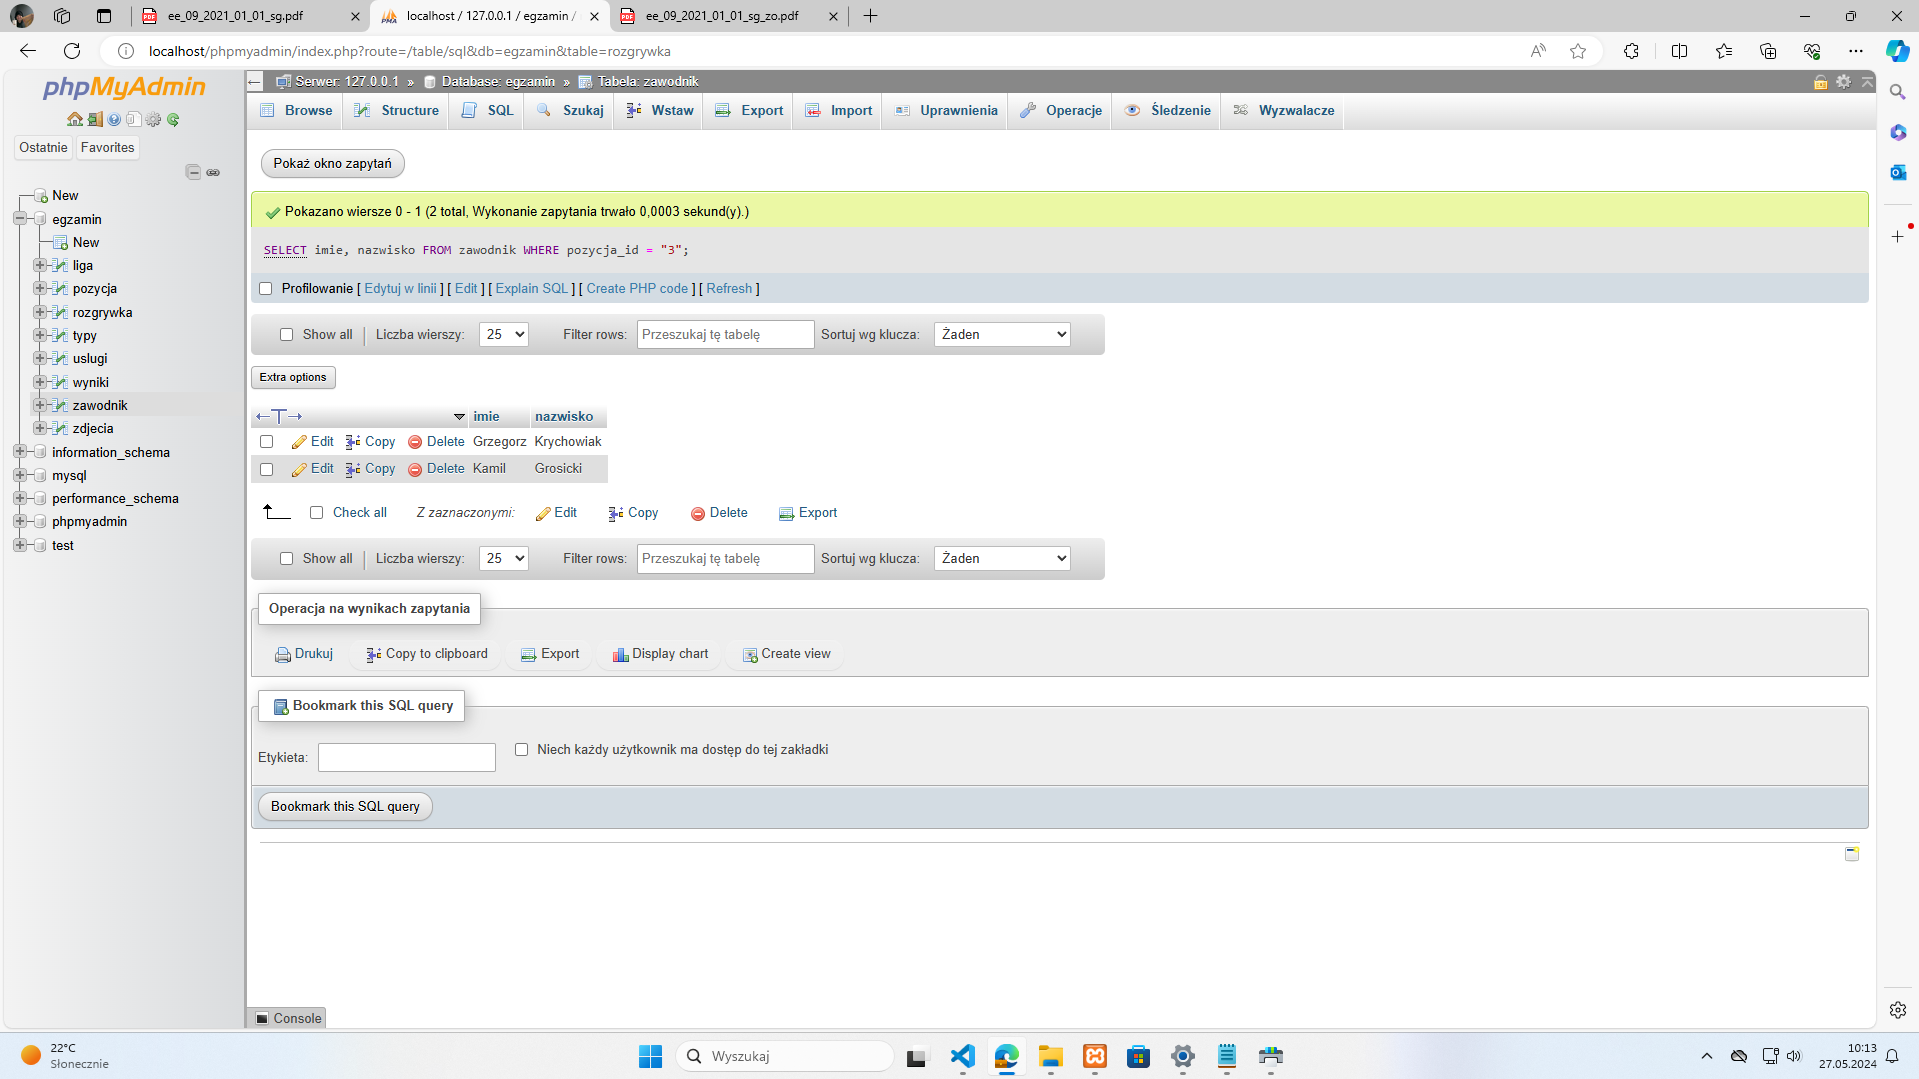 ee_09_2021_01_01_sg.pdf
localhost / 127.0.0.1 / egzamin /
ee_09_2021_01_01_sg_zo.pdf
localhost/phpmyadmin/index.php?route=/table/sql&db=egzamin&table=rozgrywka
phpMyAdmin
Ostatnie Favorites
New
egzamin
New
liga
pozycja
rozgrywka
typy
uslugi
wyniki
zawodnik
zdjecia
information_schema
mysql
performance_schema
phpmyadmin
test
Serwer: 127.0.0.1 » Database: egzamin » Tabela: zawodnik
Browse Structure SQL Szukaj Wstaw Export Import Uprawnienia Operacje Śledzenie Wyzwalacze
Pokaż okno zapytań
Pokazano wiersze 0 - 1 (2 total, Wykonanie zapytania trwało 0,0003 sekund(y).)
SELECT imie, nazwisko FROM zawodnik WHERE pozycja_id = "3";
Profilowanie [ Edytuj w linii ] [ Edit ] [ Explain SQL ] [ Create PHP code ] [ Refresh ]
Show all Liczba wierszy: 25 Filter rows: Przeszukaj tę tabelę Sortuj wg klucza: Żaden
Extra options
imie nazwisko
Edit Copy Delete Grzegorz Krychowiak
Edit Copy Delete Kamil Grosicki
Check all Z zaznaczonymi: Edit Copy Delete Export
Show all Liczba wierszy: 25 Filter rows: Przeszukaj tę tabelę Sortuj wg klucza: Żaden
Operacja na wynikach zapytania
Drukuj Copy to clipboard Export Display chart Create view
Bookmark this SQL query
Etykieta: Niech każdy użytkownik ma dostęp do tej zakładki
Bookmark this SQL query
Console
22°C
Słonecznie
Wyszukaj
10:13
27.05.2024